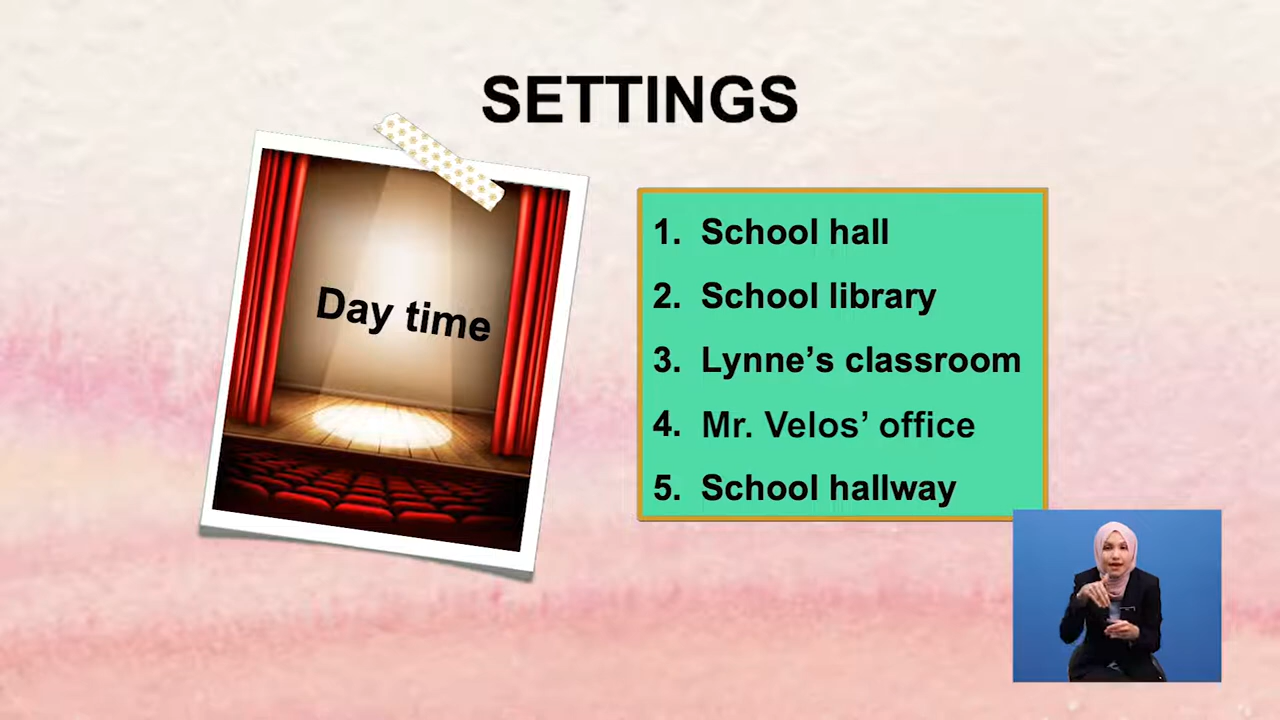 SETTINGS
Day time
1. School hall
2. School library
3. Lynne’s classroom
4. Mr. Velos’ office
5. School hallway